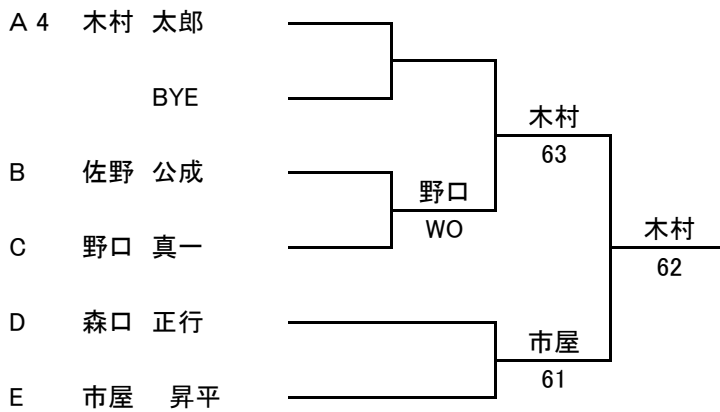 A 4 木村 太郎
BYE
木村
63
B 佐野 公成
野口
WO
C 野口 真一
木村
62
D 森口 正行
市屋
61
E 市屋 昇平